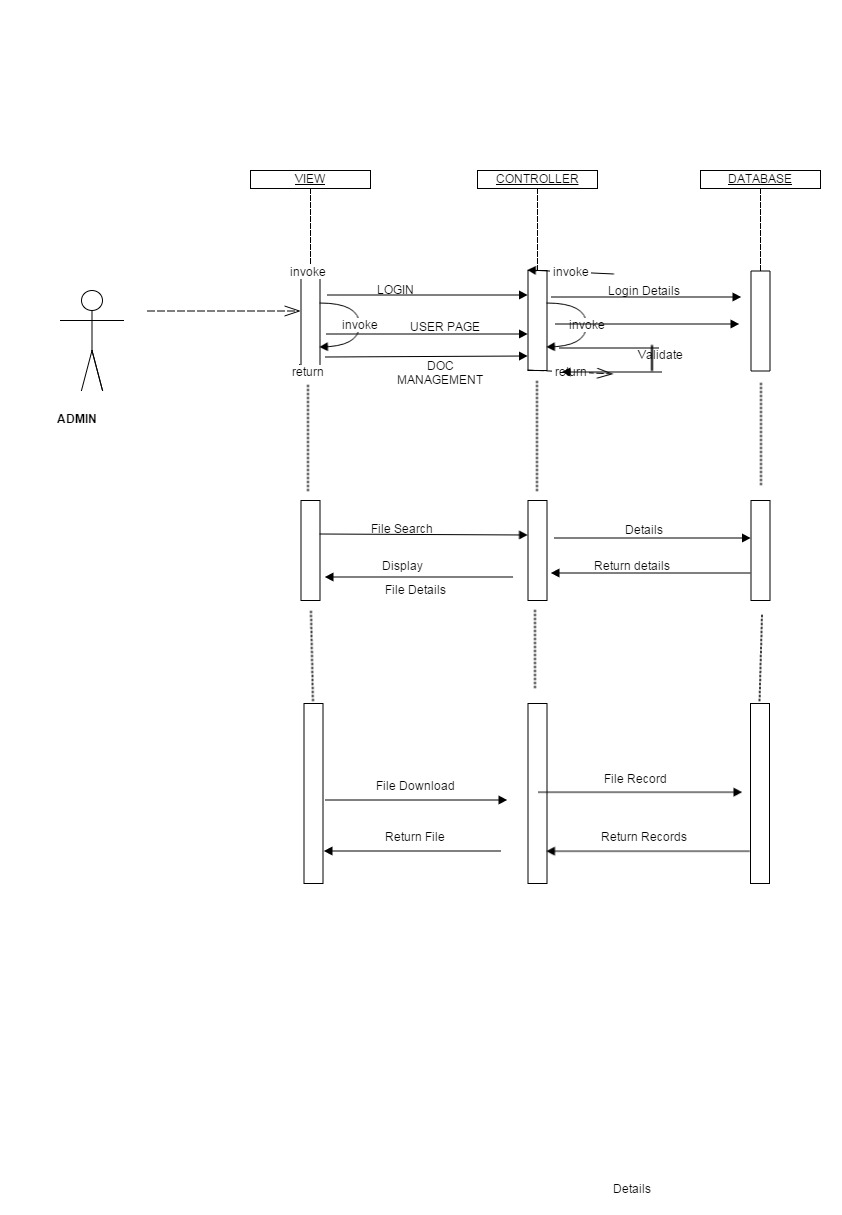 VIEW
CONTROLLER
DATABASE
invoke
invoke
LOGIN
Login Details
invoke
USER PAGE
invoke
Validate
DOC
MANAGEMENT
return
return
ADMIN
File Search
Details
Display
Return details
File Details
File Download
File Record
Return File
Return Records
Details